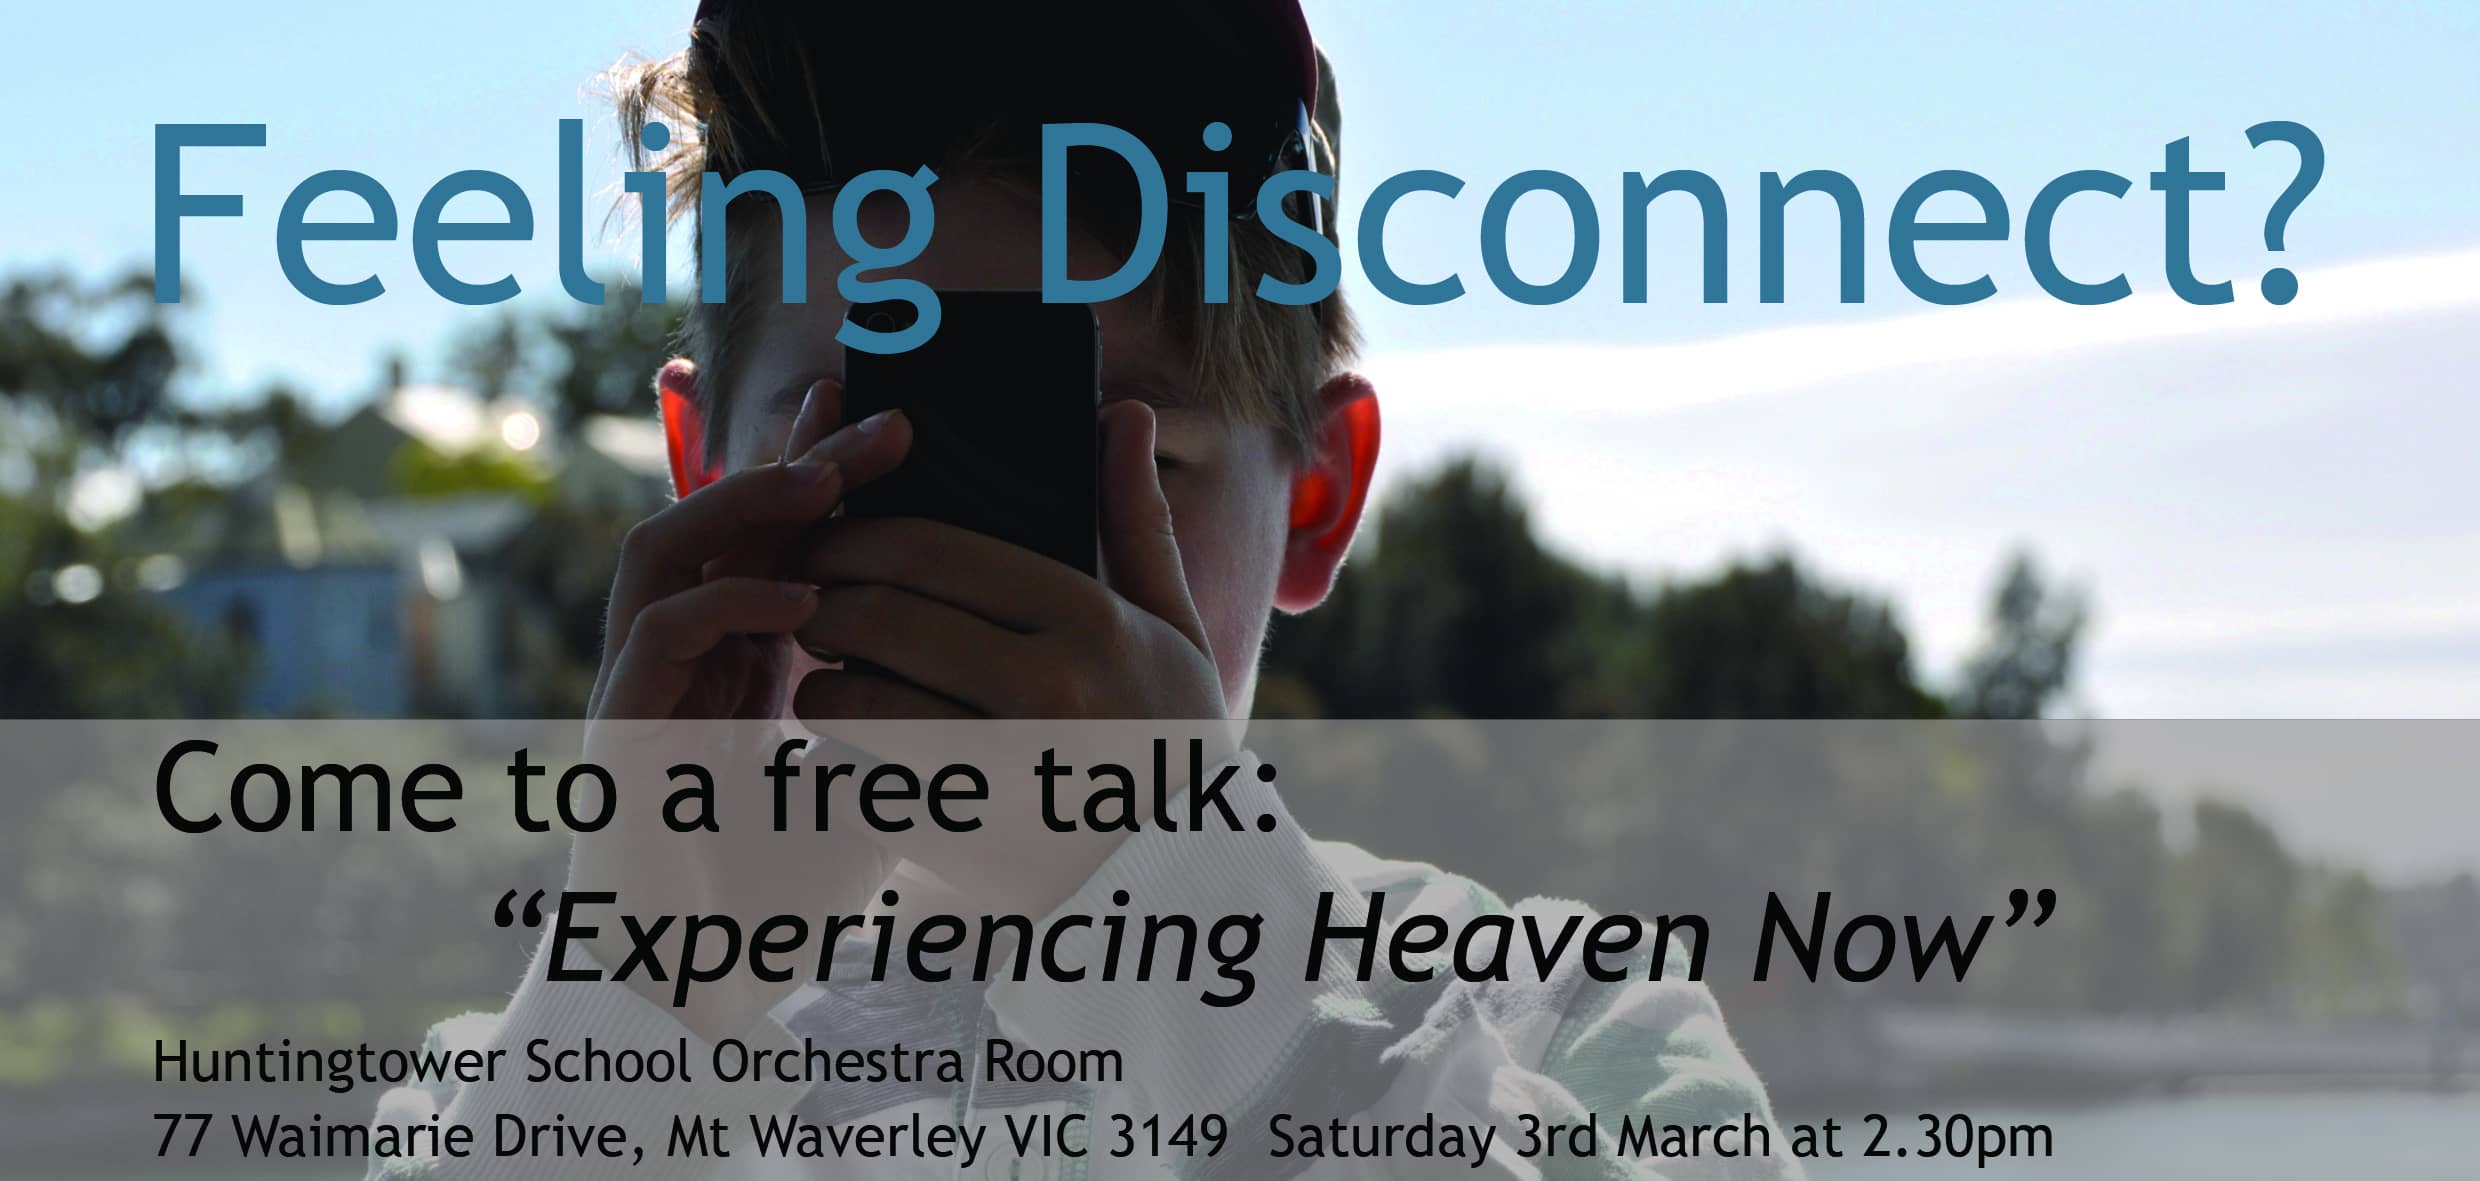 Feeling Disconnect?
Come to a free talk:
“Experiencing Heaven Now”
Huntingtower School Orchestra Room
77 Waimarie Drive, Mt Waverley VIC 3149  Saturday 3rd March at 2.30pm